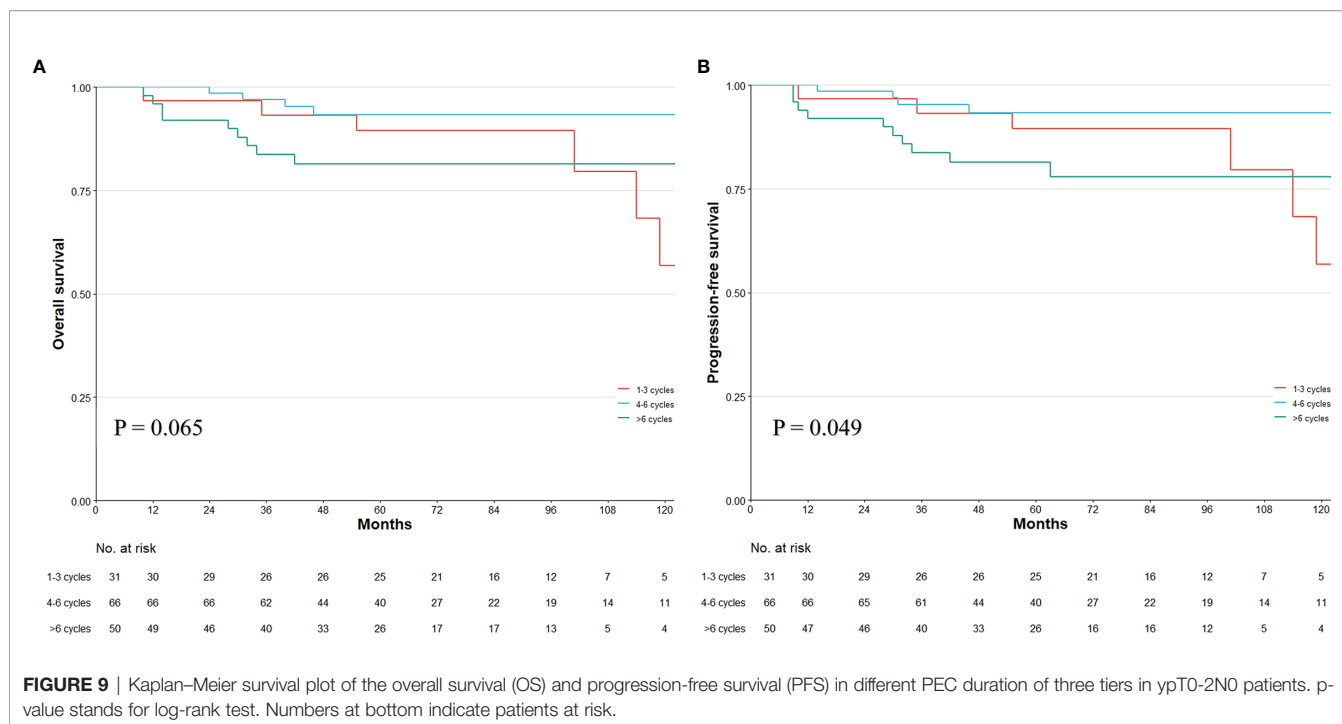 A
1.00
0.75
0.50
0.25
0.00
Overall survival
P = 0.065
1-3 cycles
4-6 cycles
>6 cycles
0 12 24 36 48 60 72 84 96 108 120
Months
No. at risk
1-3 cycles 31 30 29 26 26 25 21 16 12 7 5
4-6 cycles 66 66 66 62 44 40 27 22 19 14 11
>6 cycles 50 49 46 40 33 26 17 17 13 5 4
B
1.00
0.75
0.50
0.25
0.00
Progression-free survival
P = 0.049
1-3 cycles
4-6 cycles
>6 cycles
0 12 24 36 48 60 72 84 96 108 120
Months
No. at risk
1-3 cycles 31 30 29 26 26 25 21 16 12 7 5
4-6 cycles 66 66 65 61 44 40 27 22 19 14 11
>6 cycles 50 47 46 40 33 26 16 16 12 5 4
FIGURE 9 | Kaplan–Meier survival plot of the overall survival (OS) and progression-free survival (PFS) in different PEC duration of three tiers in ypT0-2N0 patients. p-
value stands for log-rank test. Numbers at bottom indicate patients at risk.